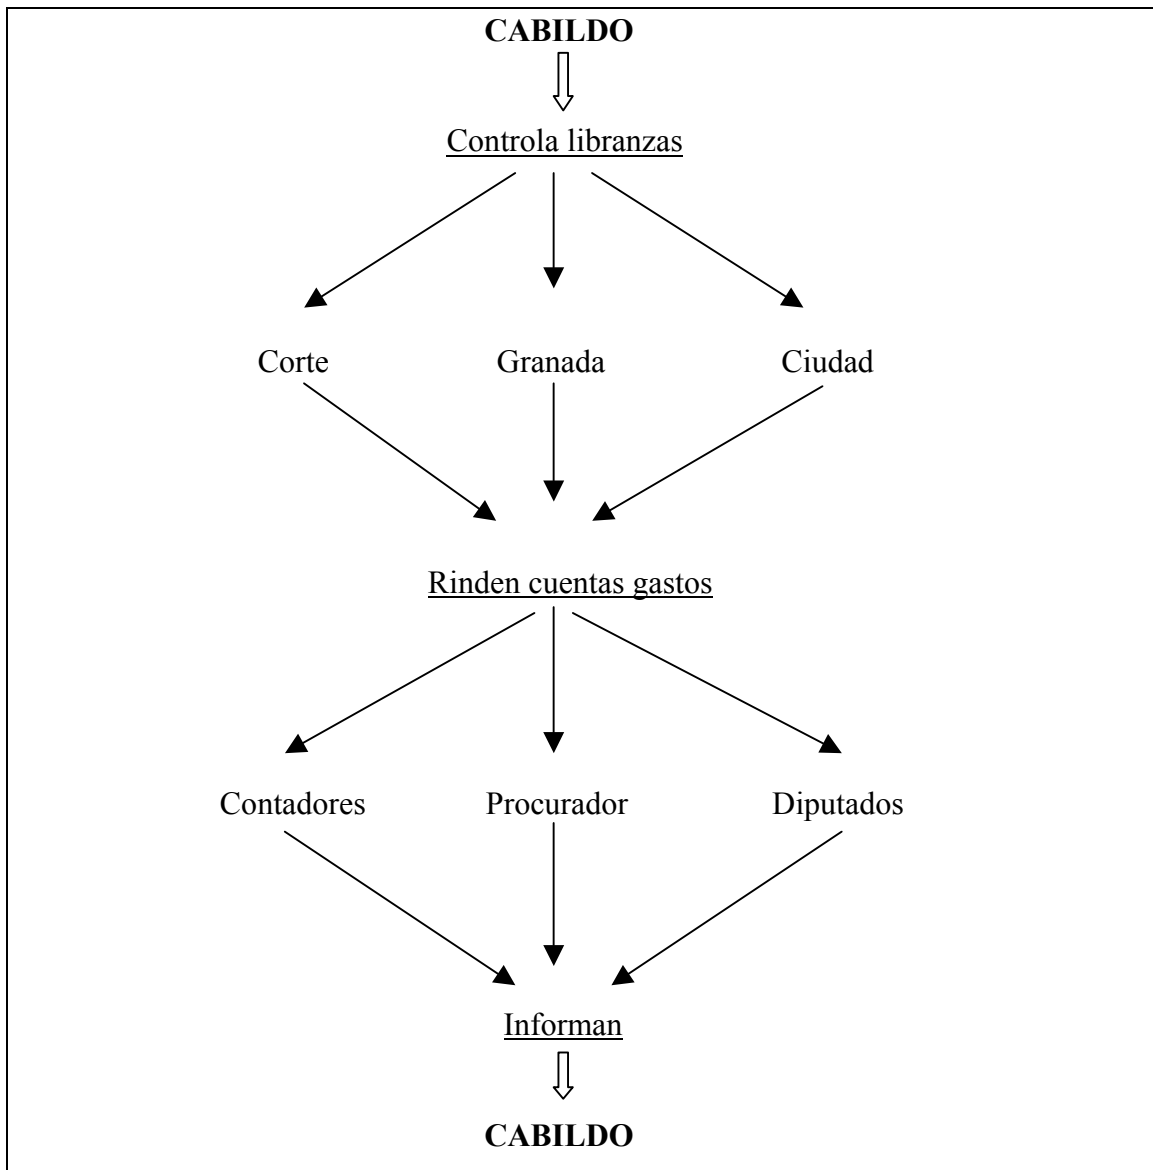 CABILDO
Controla libranzas
Corte Granada Ciudad
Rinden cuentas gastos
Contadores Procurador Diputados
Informan
CABILDO